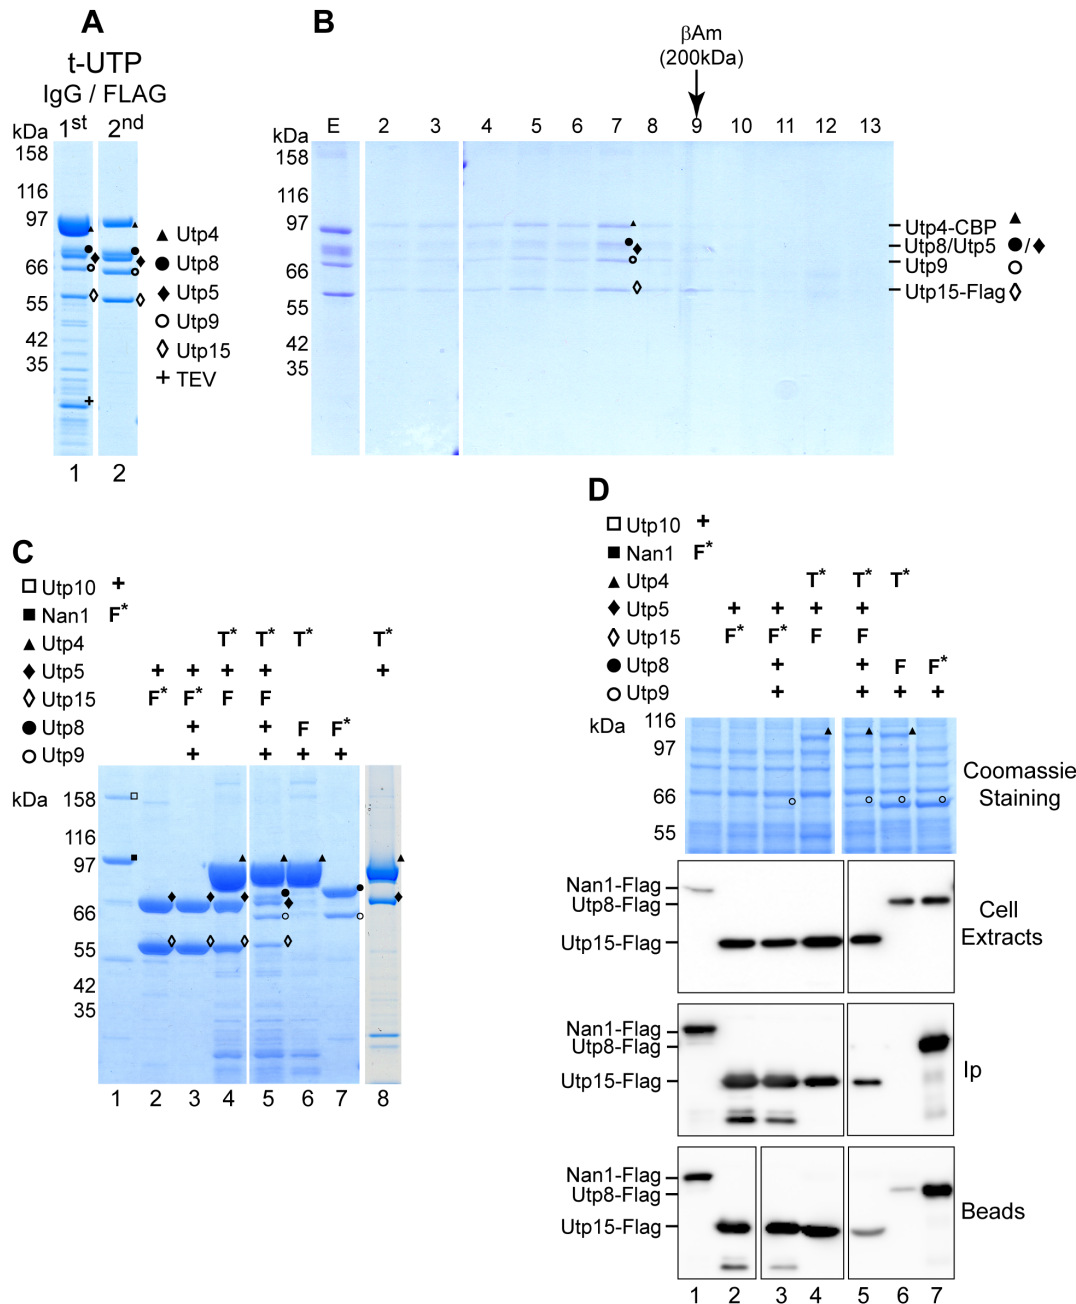 A
t-UTP
IgG / FLAG
kDa 1st 2nd
158
116
97
66
55
42
35
▲ Utp4
● Utp8
◆ Utp5
○ Utp9
◊ Utp15
+ TEV
1 2
B
βAm
(200kDa)
kDa E 2 3 4 5 6 7 8 9 10 11 12 13
158
116
97
66
55
42
35
Utp4-CBP ▲
Utp8/Utp5 ●/◆
Utp9 ○
Utp15-Flag ◊
C
□ Utp10 +
■ Nan1 F*
▲ Utp4 T* T* T* T*
◆ Utp5 + + + + +
◊ Utp15 F* F* F F
● Utp8 + + F F*
○ Utp9 + + + +
kDa
158
116
97
66
55
42
35
1 2 3 4 5 6 7 8
D
□ Utp10 +
■ Nan1 F*
▲ Utp4 T* T* T*
◆ Utp5 + + + +
◊ Utp15 F* F* F F
● Utp8 + + F F*
○ Utp9 + + + +
kDa
116
97
66
55
Coomassie
Staining
Nan1-Flag
Utp8-Flag
Utp15-Flag
Cell
Extracts
Nan1-Flag
Utp8-Flag
Utp15-Flag
Ip
Nan1-Flag
Utp8-Flag
Utp15-Flag
Beads
1 2 3 4 5 6 7